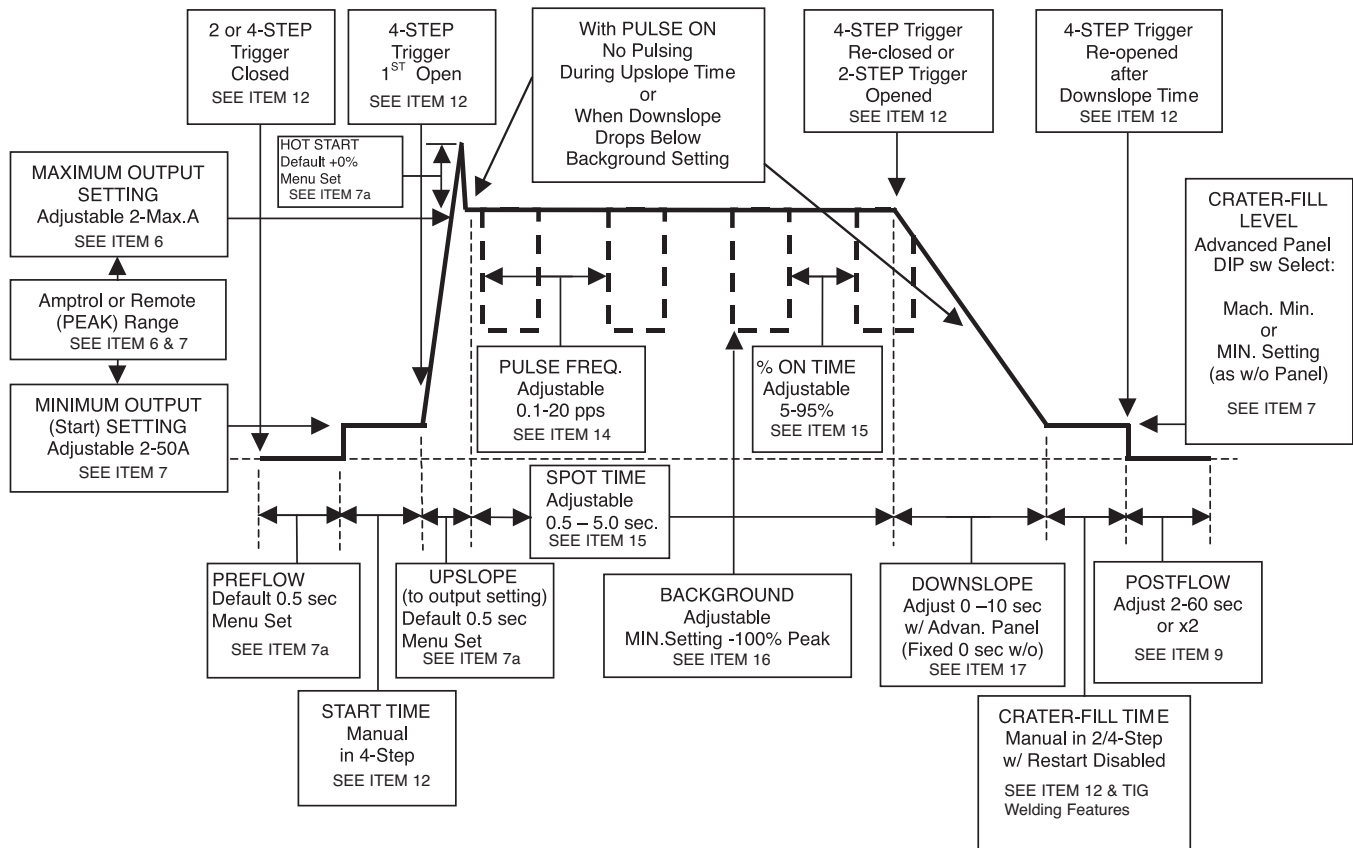 2 or 4-STEP
Trigger
Closed
SEE ITEM 12
4-STEP
Trigger
1ST Open
SEE ITEM 12
With PULSE ON
No Pulsing
During Upslope Time
or
When Downslope
Drops Below
Background Setting
4-STEP Trigger
Re-closed or
2-STEP Trigger
Opened
SEE ITEM 12
4-STEP Trigger
Re-opened
after
Downslope Time
SEE ITEM 12
HOT START
Default +0%
Menu Set
SEE ITEM 7a
MAXIMUM OUTPUT
SETTING
Adjustable 2-Max.A
SEE ITEM 6
Amptrol or Remote
(PEAK) Range
SEE ITEM 6 & 7
MINIMUM OUTPUT
(Start) SETTING
Adjustable 2-50A
SEE ITEM 7
CRATER-FILL
LEVEL
Advanced Panel
DIP sw Select:
Mach. Min.
or
MIN. Setting
(as w/o Panel)
SEE ITEM 7
PULSE FREQ.
Adjustable
0.1-20 pps
SEE ITEM 14
% ON TIME
Adjustable
5-95%
SEE ITEM 15
SPOT TIME
Adjustable
0.5 – 5.0 sec.
SEE ITEM 15
PREFLOW
Default 0.5 sec
Menu Set
SEE ITEM 7a
UPSLOPE
(to output setting)
Default 0.5 sec
Menu Set
SEE ITEM 7a
BACKGROUND
Adjustable
MIN.Setting -100% Peak
SEE ITEM 16
DOWNSLOPE
Adjust 0 –10 sec
w/ Advan. Panel
(Fixed 0 sec w/o)
SEE ITEM 17
POSTFLOW
Adjust 2-60 sec
or x2
SEE ITEM 9
START TIME
Manual
in 4-Step
SEE ITEM 12
CRATER-FILL TIME
Manual in 2/4-Step
w/ Restart Disabled
SEE ITEM 12 & TIG
Welding Features